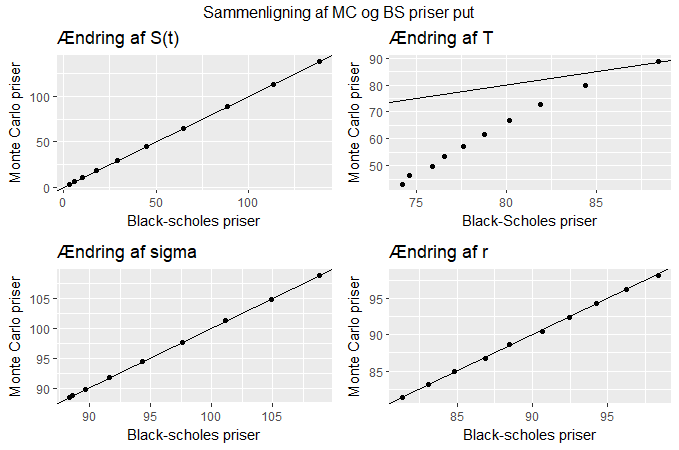 Sammenligning af MC og BS priser put
Ændring af S(t)
Monte Carlo priser
100
50
0
0
50
100
Black-scholes priser
Ændring af T
Monte Carlo priser
90
80
70
60
50
75
80
85
Black-Scholes priser
Ændring af sigma
Monte Carlo priser
105
100
95
90
90
95
100
105
Black-scholes priser
Ændring af r
Monte Carlo priser
95
90
85
85
90
95
Black-scholes priser